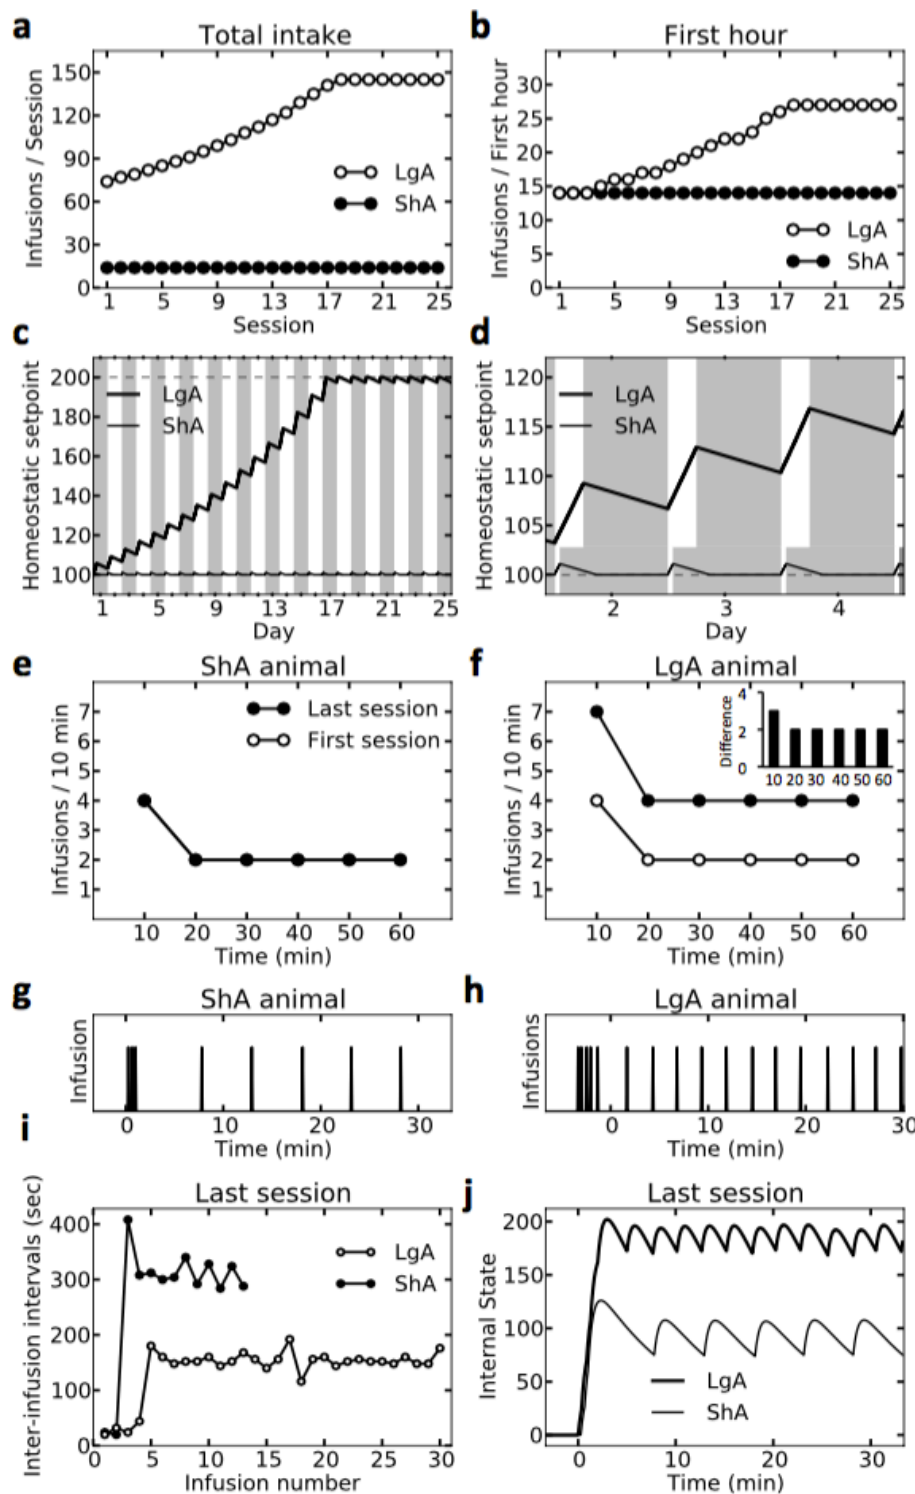 a
Total intake
Infusions / Session
150
120
90
60
30
0
LgA
ShA
1 5 9 13 17 21 25
Session
b
First hour
Infusions / First hour
30
25
20
15
10
5
0
LgA
ShA
1 5 9 13 17 21 25
Session
c
Homeostatic setpoint
200
180
160
140
120
100
LgA
ShA
1 5 9 13 17 21 25
Day
d
Homeostatic setpoint
120
115
110
105
100
LgA
ShA
2 3 4
Day
e
ShA animal
Infusions / 10 min
7
6
5
4
3
2
1
Last session
First session
10 20 30 40 50 60
Time (min)
f
LgA animal
Infusions / 10 min
7
6
5
4
3
2
1
Difference
4
2
0
10 20 30 40 50 60
10 20 30 40 50 60
Time (min)
g
ShA animal
Infusion
0 10 20 30
Time (min)
h
LgA animal
Infusions
0 10 20 30
Time (min)
i
Last session
Inter-infusion intervals (sec)
400
300
200
100
0
LgA
ShA
0 5 10 15 20 25 30
Infusion number
j
Last session
Internal State
200
150
100
50
0
LgA
ShA
0 10 20 30
Time (min)